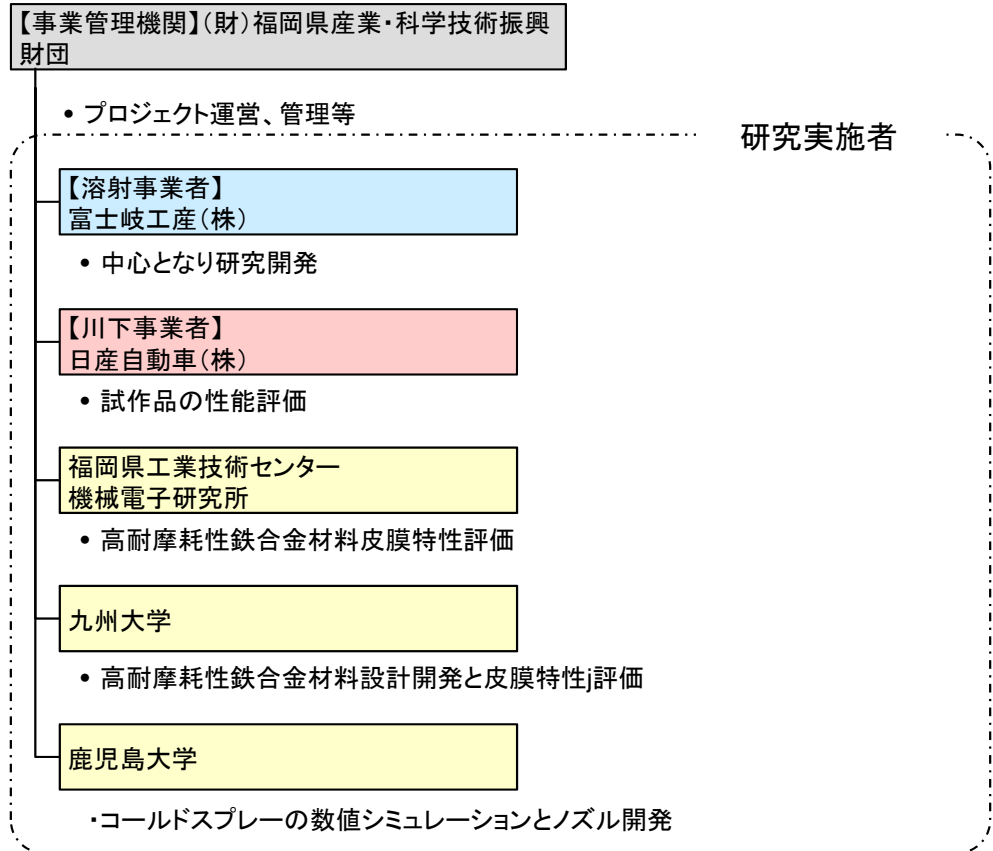 【事業管理機関】（財）福岡県産業・科学技術振興
財団
• プロジェクト運営、管理等
研究実施者
【溶射事業者】
富士岐工産（株）
• 中心となり研究開発
【川下事業者】
日産自動車（株）
• 試作品の性能評価
福岡県工業技術センター
機械電子研究所
• 高耐摩耗性鉄合金材料皮膜特性評価
九州大学
• 高耐摩耗性鉄合金材料設計開発と皮膜特性j評価
鹿児島大学
・コールドスプレーの数値シミュレーションとノズル開発